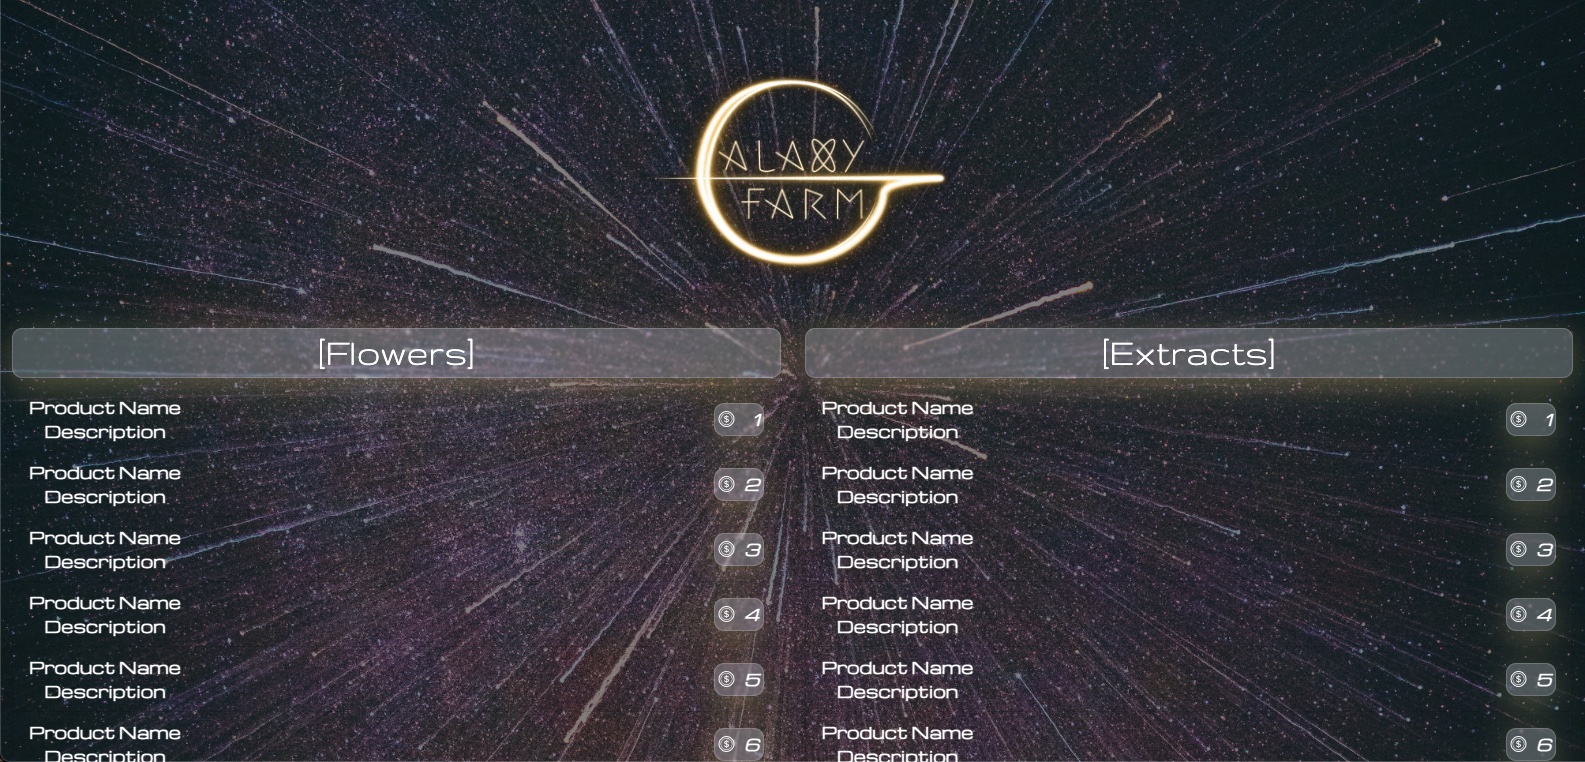 GALAXY
FARM
[Flowers]
Product Name
Description
$ 1
Product Name
Description
$ 2
Product Name
Description
$ 3
Product Name
Description
$ 4
Product Name
Description
$ 5
Product Name
Description
$ 6
[Extracts]
Product Name
Description
$ 1
Product Name
Description
$ 2
Product Name
Description
$ 3
Product Name
Description
$ 4
Product Name
Description
$ 5
Product Name
Description
$ 6